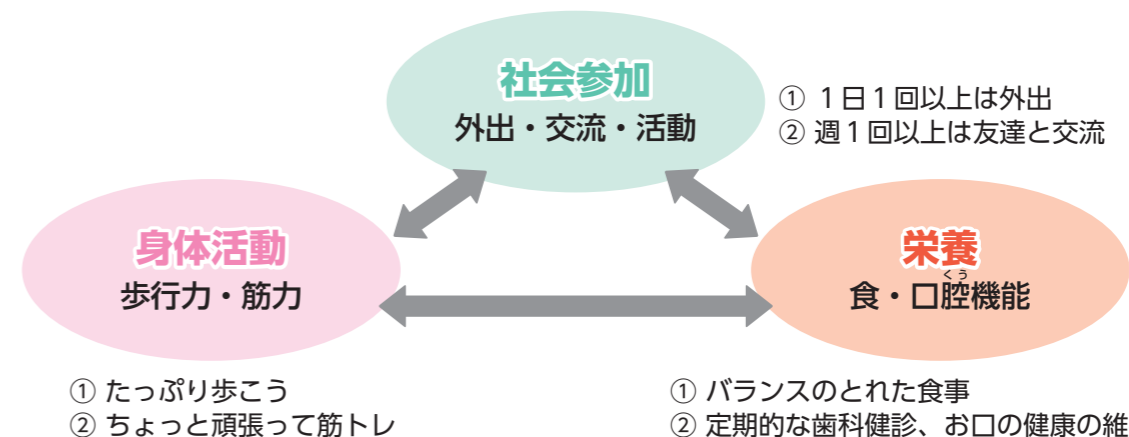 社会参加
外出・交流・活動
① 1日1回以上は外出
② 週1回以上は友達と交流
身体活動
歩行力・筋力
① たっぷり歩こう
② ちょっと頑張って筋トレ
栄養
くう
食・口腔機能
① バランスのとれた食事
② 定期的な歯科健診、お口の健康の維